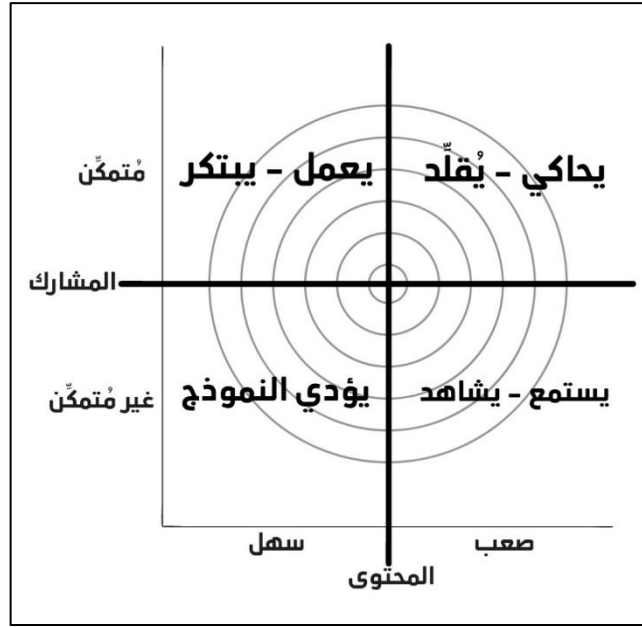 مُتمكِّن
يحاكي – يُقلِّد
يعمل – يبتكر
المشارك
غير مُتمكِّن
يستمع – يشاهد
يؤدي النموذج
صعب
سهل
المحتوى